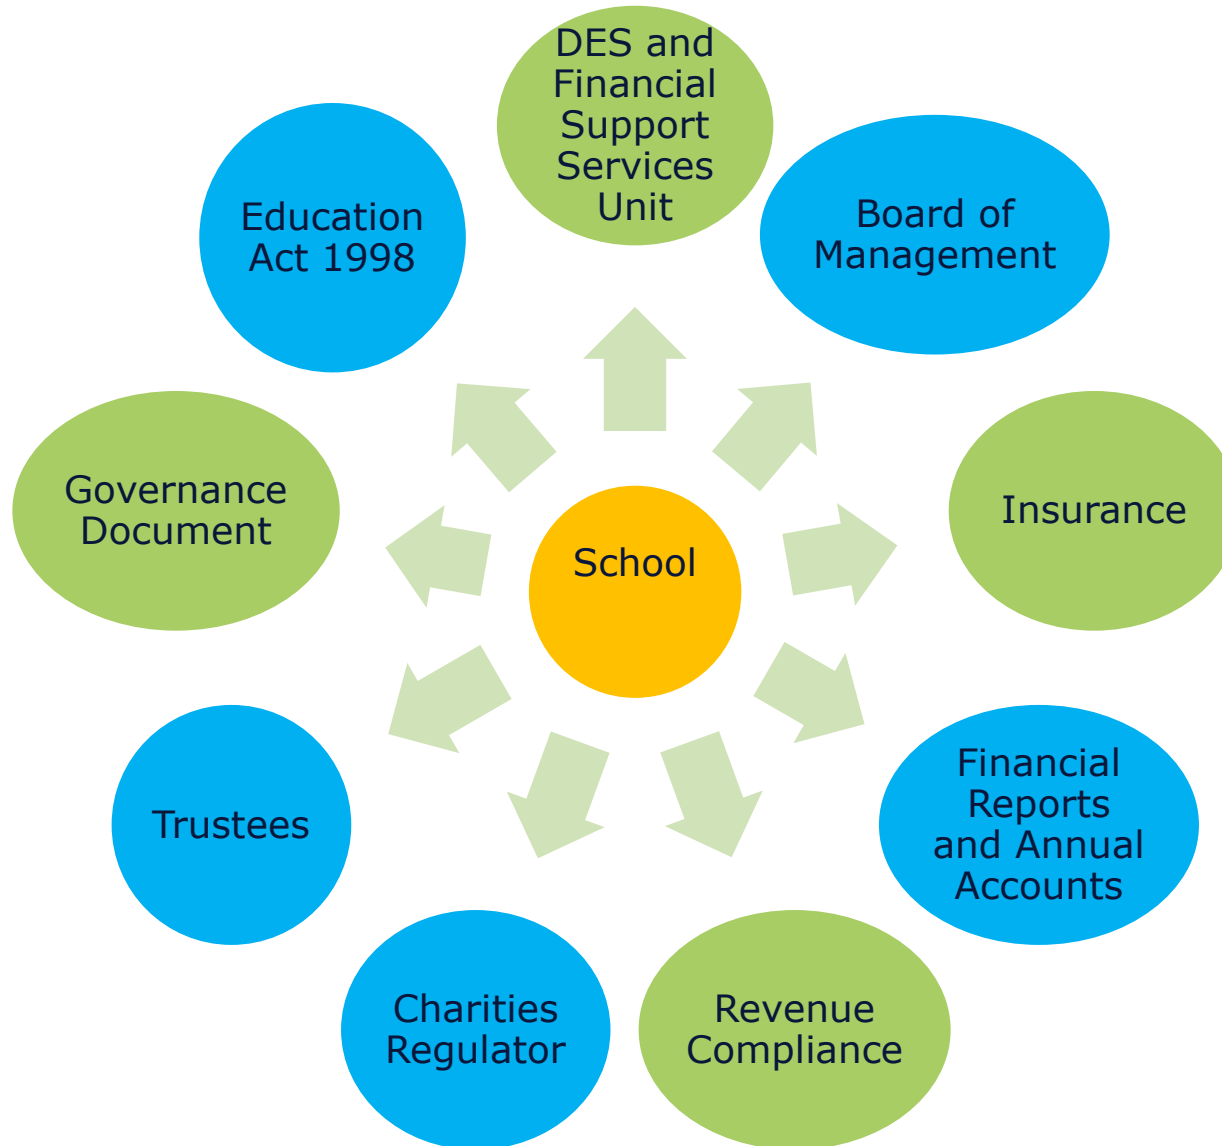 DES and
Financial
Support
Services
Unit
Board of
Management
Insurance
Financial
Reports
and Annual
Accounts
Revenue
Compliance
Charities
Regulator
Trustees
Governance
Document
Education
Act 1998
School